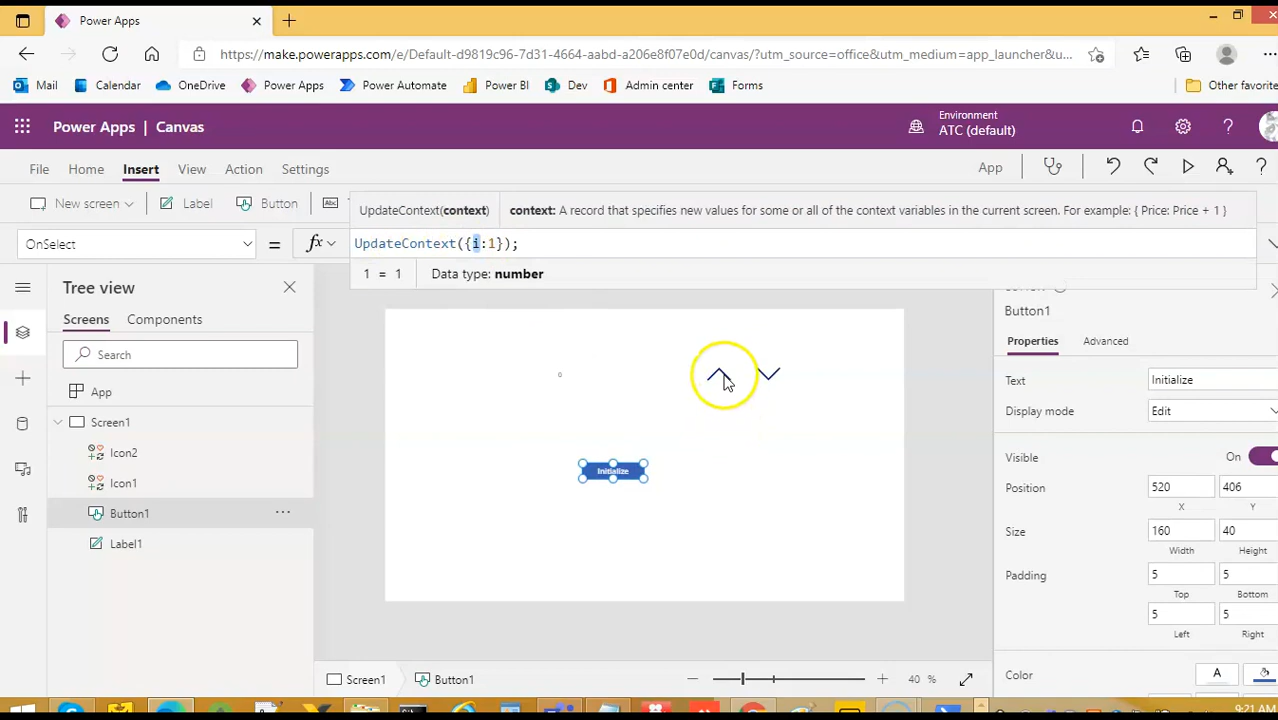 Power Apps
https://make.powerapps.com/e/Default-d9819c96-7d31-4664-aabd-a206e8f07e0d/canvas/?utm_source=office&utm_medium=app_launcher&u...
Mail Calendar OneDrive Power Apps Power Automate Power BI Dev Admin center Forms Other favorite
Power Apps | Canvas
Environment
ATC (default)
File Home Insert View Action Settings App
New screen Label Button Abc
UpdateContext(context) context: A record that specifies new values for some or all of the context variables in the current screen. For example: { Price: Price + 1 }
OnSelect = fx UpdateContext({i:1});
1 = 1 Data type: number
Tree view
Screens Components
Search
App
Screen1
Icon2
Icon1
Button1 ...
Label1
0
Initialize
Button1
Properties Advanced
Text Initialize
Display mode Edit
Visible On
Position 520 406
X Y
Size 160 40
Width Height
Padding 5 5
Top Bottom
5 5
Left Right
Color A
Screen1 Button1 40 %
9:21 AM